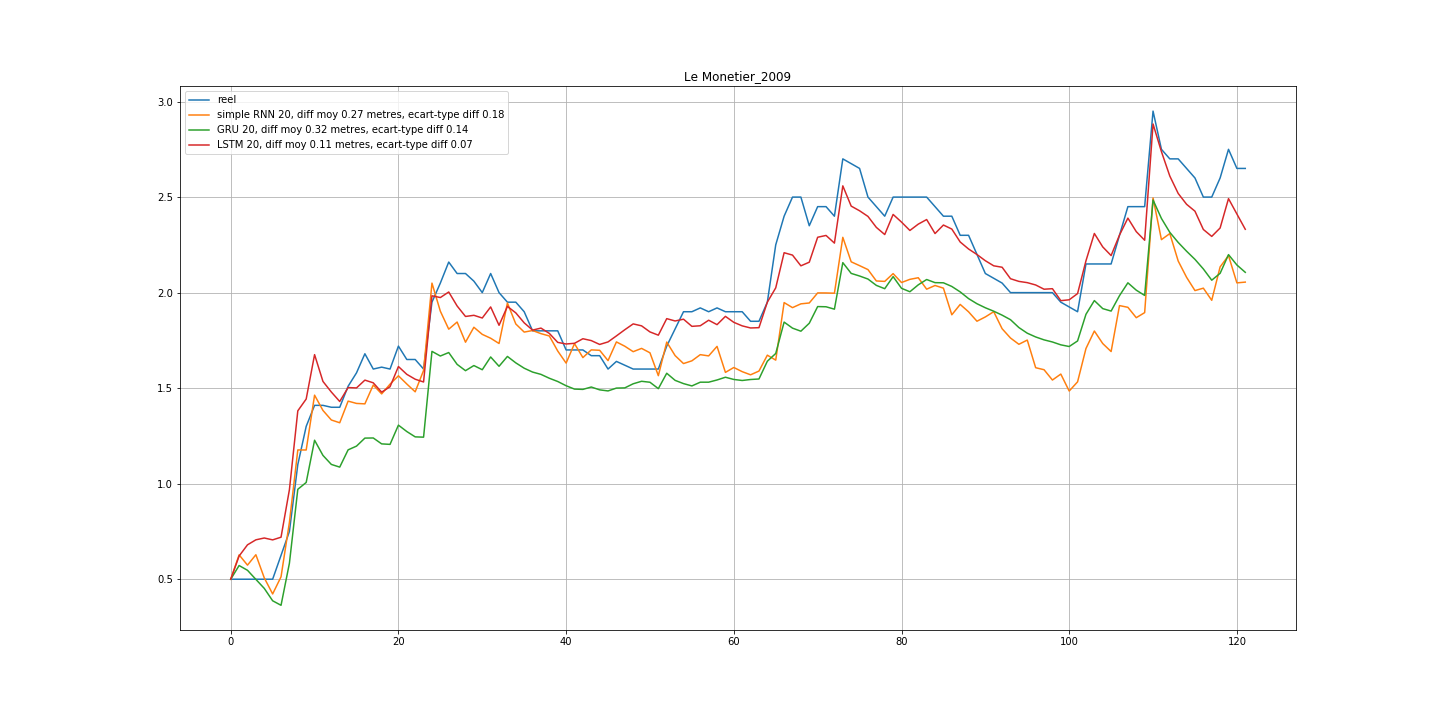 Le Monetier_2009
reel
simple RNN 20, diff moy 0.27 metres, ecart-type diff 0.18
GRU 20, diff moy 0.32 metres, ecart-type diff 0.14
LSTM 20, diff moy 0.11 metres, ecart-type diff 0.07
3.0
2.5
2.0
1.5
1.0
0.5
0 20 40 60 80 100 120